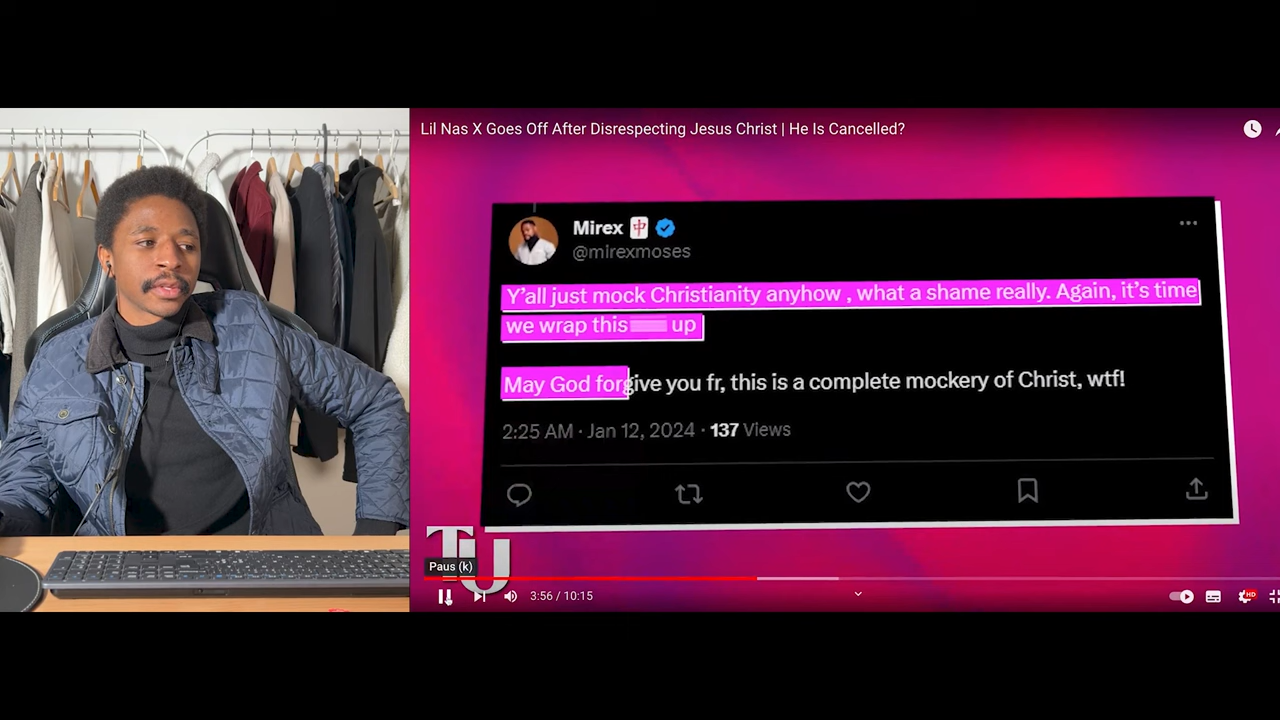 Lil Nas X Goes Off After Disrespecting Jesus Christ | He Is Cancelled?
Mirex 🀄
@mirexmoses
Y'all just mock Christianity anyhow , what a shame really. Again, it's time
we wrap this up
May God forgive you fr, this is a complete mockery of Christ, wtf!
2:25 AM · Jan 12, 2024 · 137 Views
TU
Paus (k)
3:56 / 10:15
HD